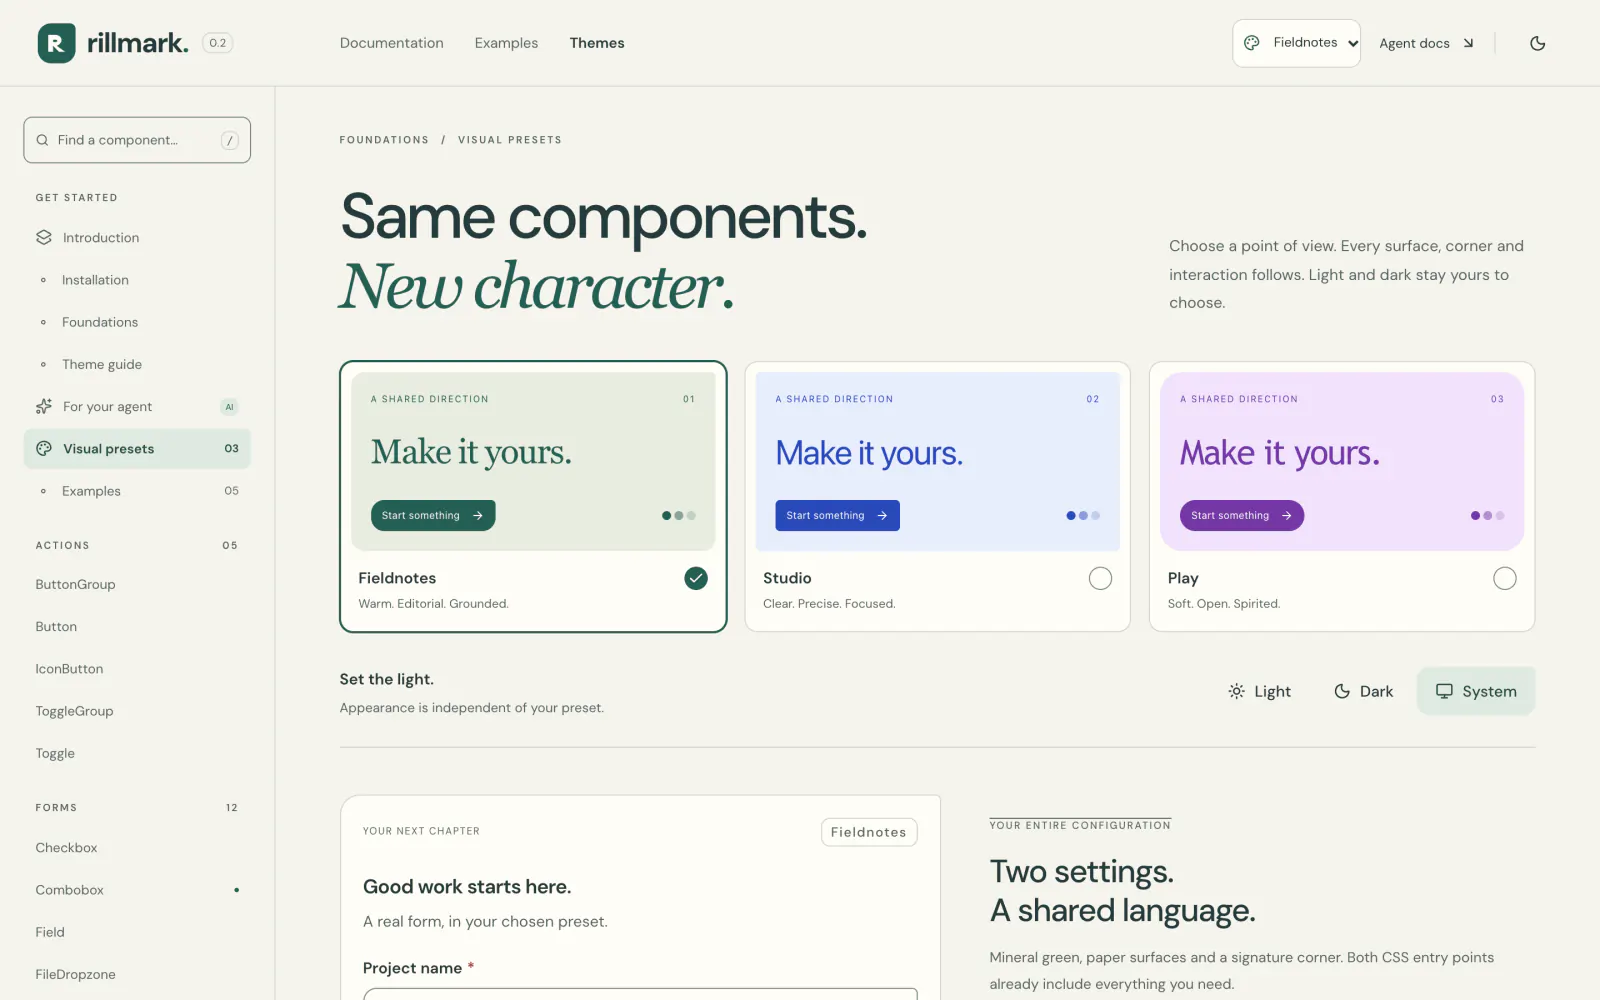 R rillmark. 0.2
Documentation
Examples
Themes
Fieldnotes
Agent docs
Find a component... /
GET STARTED
Introduction
Installation
Foundations
Theme guide
For your agent AI
Visual presets 03
Examples 05
ACTIONS 05
ButtonGroup
Button
IconButton
ToggleGroup
Toggle
FORMS 12
Checkbox
Combobox
Field
FileDropzone
FOUNDATIONS / VISUAL PRESETS
Same components.
New character.
Choose a point of view. Every surface, corner and
interaction follows. Light and dark stay yours to
choose.
A SHARED DIRECTION 01
Make it yours.
Start something
Fieldnotes
Warm. Editorial. Grounded.
A SHARED DIRECTION 02
Make it yours.
Start something
Studio
Clear. Precise. Focused.
A SHARED DIRECTION 03
Make it yours.
Start something
Play
Soft. Open. Spirited.
Set the light.
Appearance is independent of your preset.
Light
Dark
System
YOUR NEXT CHAPTER
Fieldnotes
Good work starts here.
A real form, in your chosen preset.
Project name *
YOUR ENTIRE CONFIGURATION
Two settings.
A shared language.
Mineral green, paper surfaces and a signature corner. Both CSS entry points
already include everything you need.